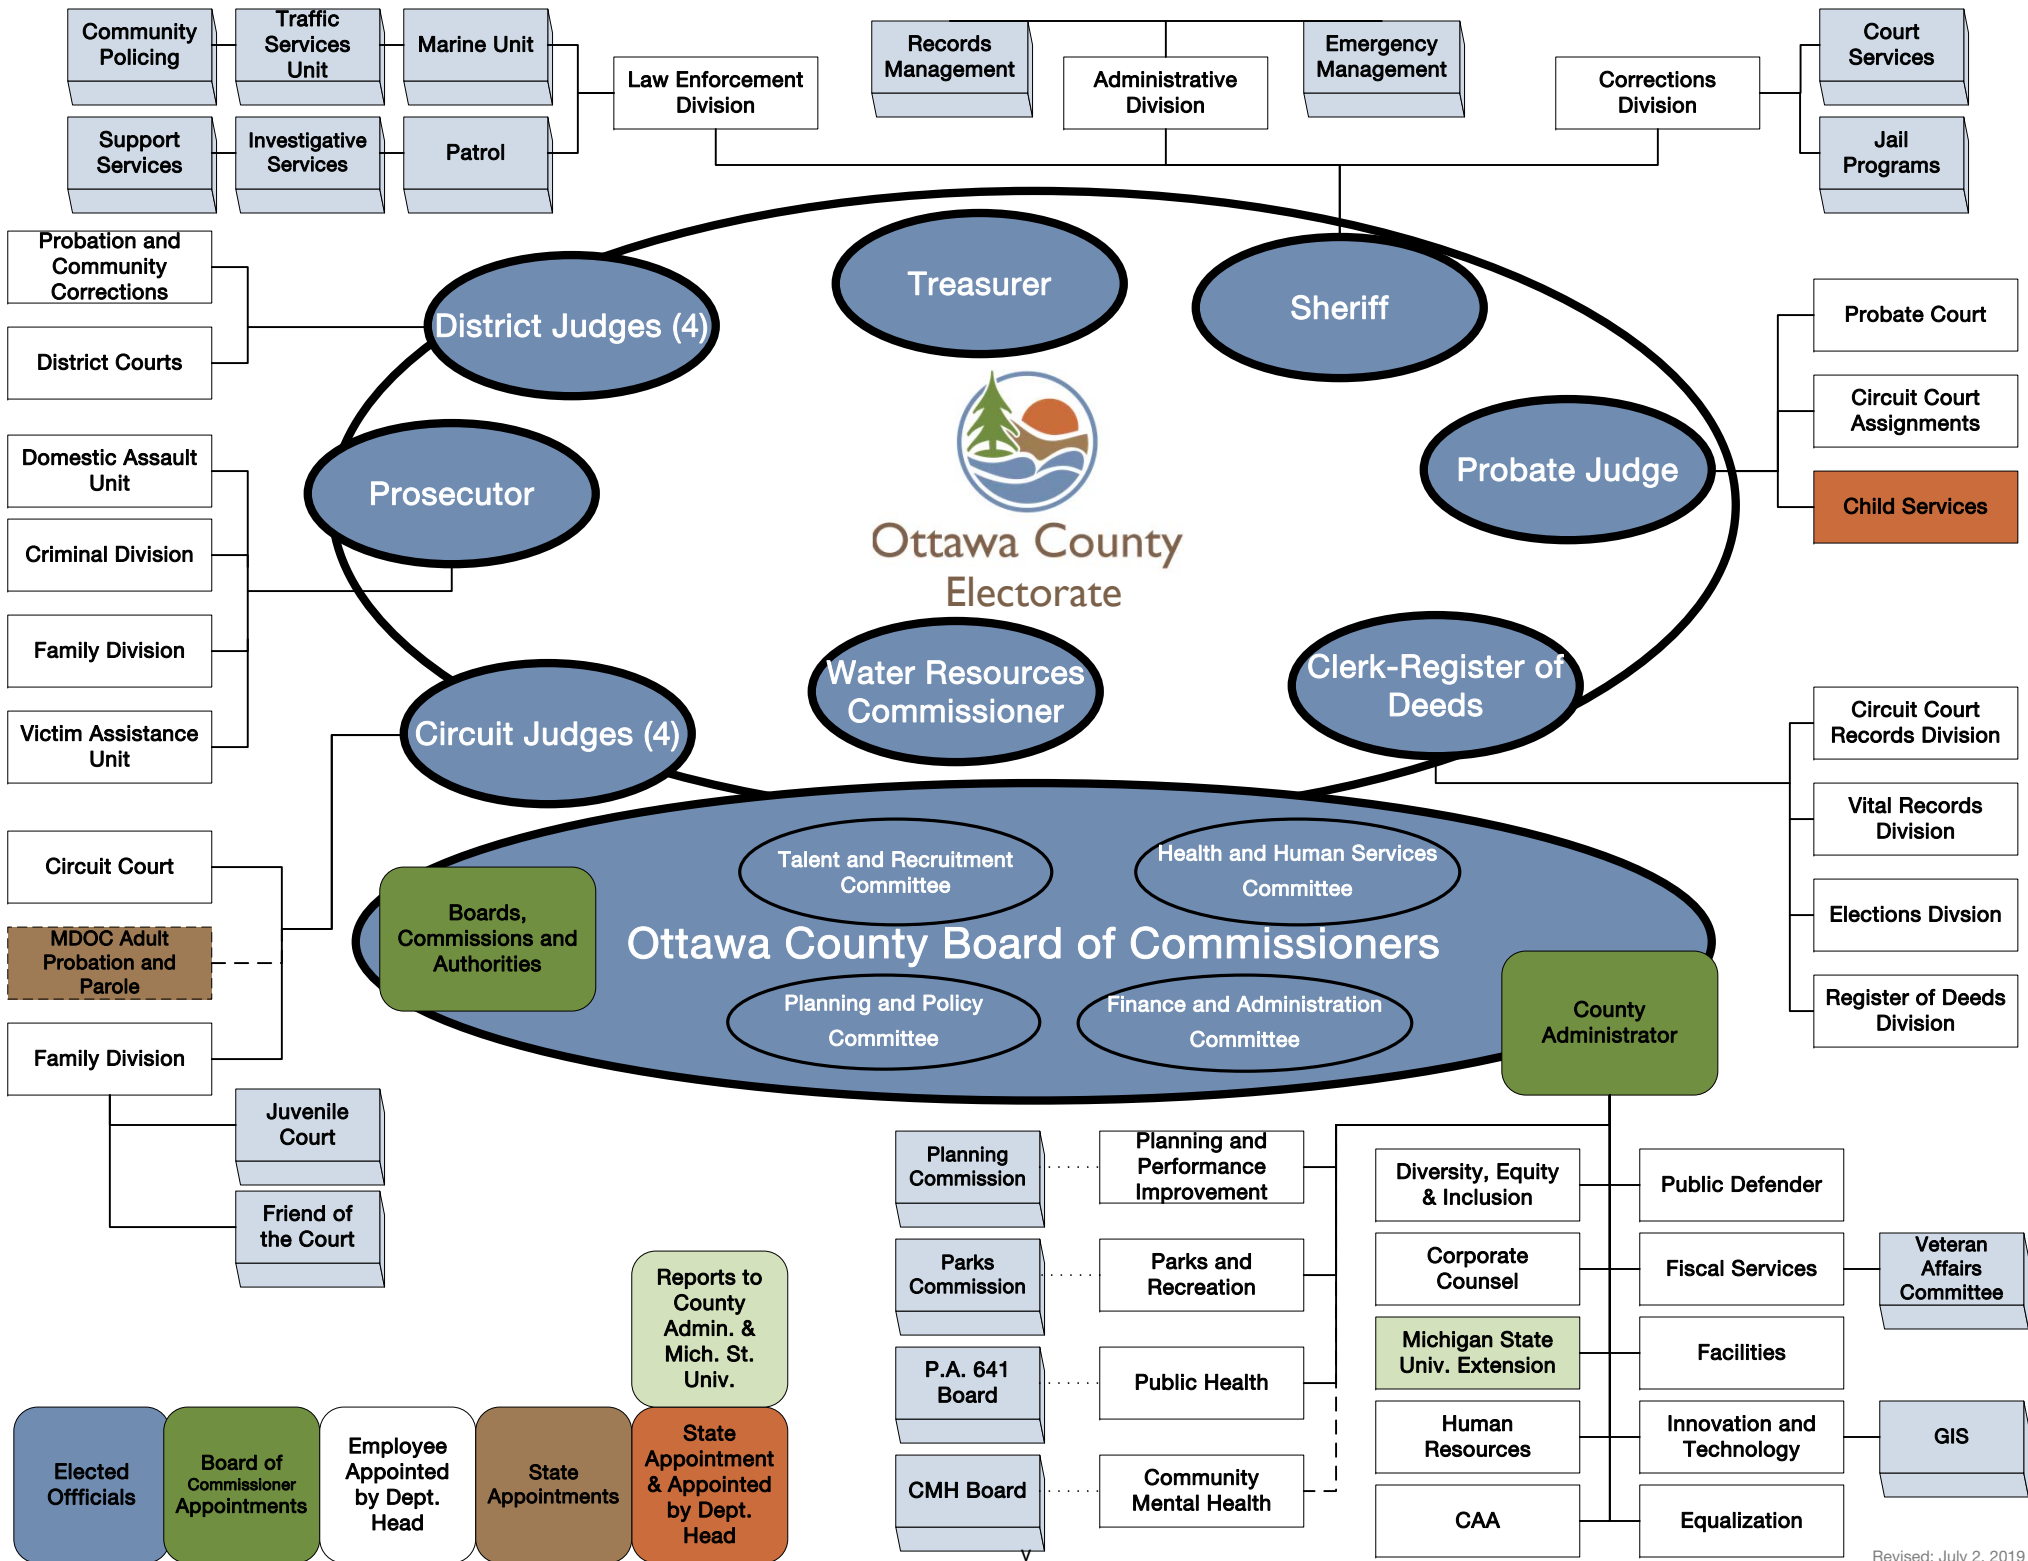 Community
Policing
Traffic
Services
Unit
Marine Unit
Law Enforcement
Division
Records
Management
Administrative
Division
Emergency
Management
Corrections
Division
Court
Services
Support
Services
Investigative
Services
Patrol
Jail
Programs
Probation and
Community
Corrections
District Courts
District Judges (4)
Treasurer
Sheriff
Probate Court
Circuit Court
Assignments
Child Services
Probate Judge
Domestic Assault
Unit
Criminal Division
Family Division
Victim Assistance
Unit
Prosecutor
Ottawa County
Electorate
Circuit Judges (4)
Water Resources
Commissioner
Clerk-Register of
Deeds
Circuit Court
Records Division
Vital Records
Division
Elections Divsion
Register of Deeds
Division
Circuit Court
MDOC Adult
Probation and
Parole
Family Division
Juvenile
Court
Friend of
the Court
Boards,
Commissions and
Authorities
Talent and Recruitment
Committee
Health and Human Services
Committee
Ottawa County Board of Commissioners
Planning and Policy
Committee
Finance and Administration
Committee
County
Administrator
Planning
Commission
Planning and
Performance
Improvement
Diversity, Equity
& Inclusion
Public Defender
Parks
Commission
Parks and
Recreation
Corporate
Counsel
Fiscal Services
Veteran
Affairs
Committee
P.A. 641
Board
Public Health
Michigan State
Univ. Extension
Facilities
CMH Board
Community
Mental Health
Human
Resources
Innovation and
Technology
GIS
CAA
Equalization
Reports to
County
Admin. &
Mich. St.
Univ.
Elected
Offficials
Board of
Commissioner
Appointments
Employee
Appointed
by Dept.
Head
State
Appointments
State
Appointment
& Appointed
by Dept.
Head
V
Revised: July 2, 2019